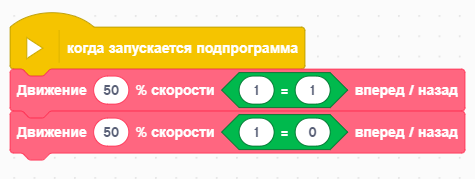 когда запускается подпрограмма
Движение 50 % скорости 1 = 1 вперед / назад
Движение 50 % скорости 1 = 0 вперед / назад